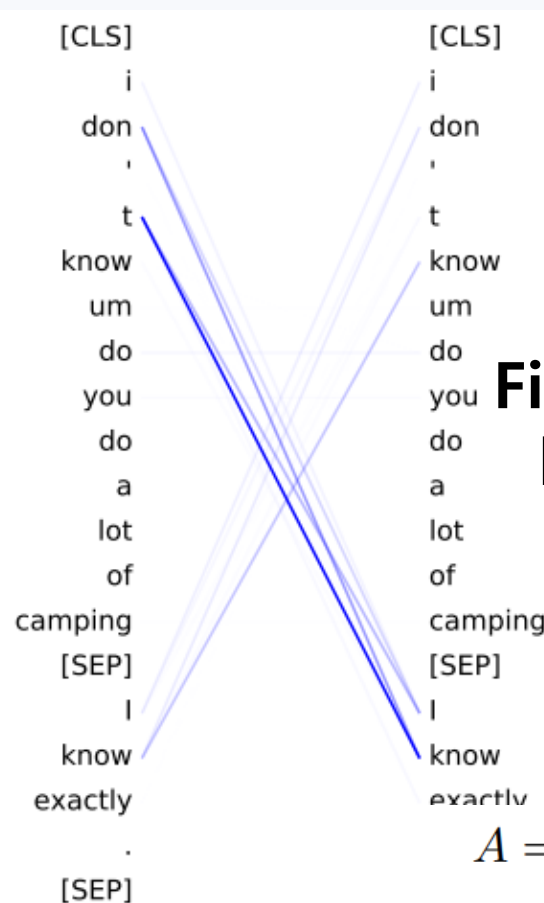 [CLS] [CLS]
i i
don don
' '
t t
know know
um um
do do
you you
do do
a a
lot lot
of of
camping camping
[SEP] [SEP]
I I
know know
exactly exactly
.
[SEP]
Fi
A =